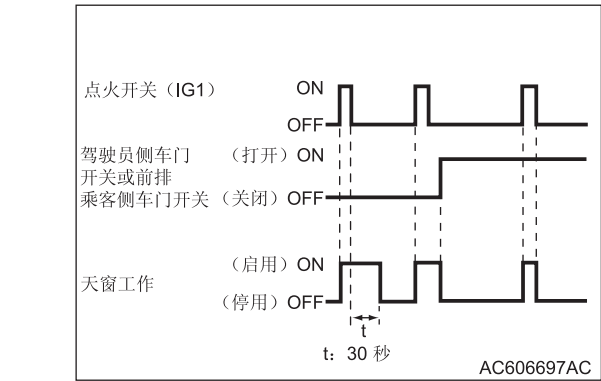 点火开关（IG1） ON
OFF
驾驶员侧车门 （打开）ON
开关或前排
乘客侧车门开关（关闭）OFF
（启用）ON
天窗工作
（停用）OFF
t
t：30 秒
AC606697AC